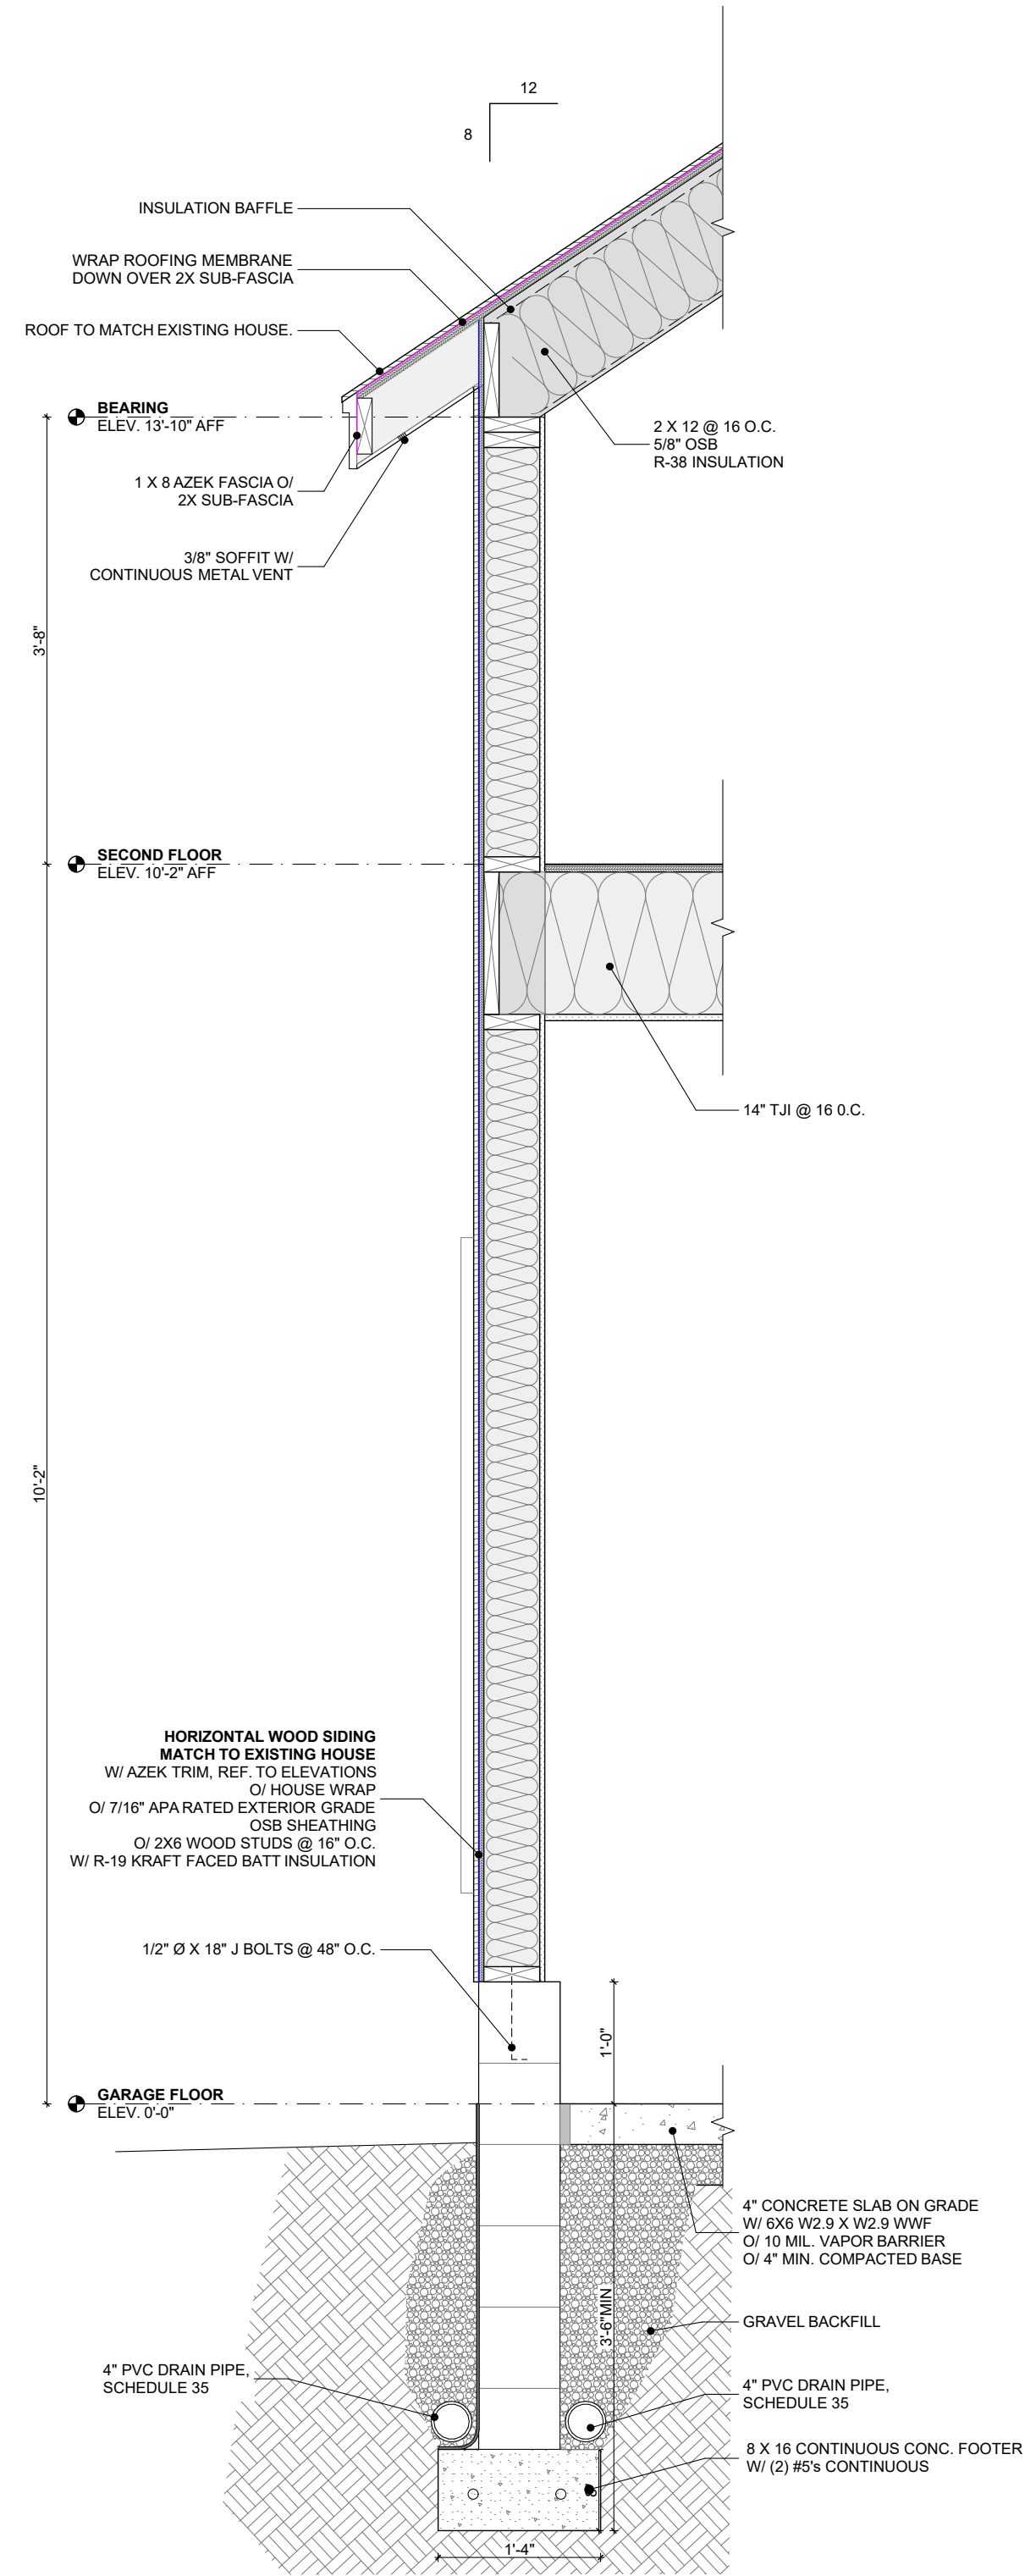 12
8
INSULATION BAFFLE
WRAP ROOFING MEMBRANE
DOWN OVER 2X SUB-FASCIA
ROOF TO MATCH EXISTING HOUSE.
BEARING
ELEV. 13'-10" AFF
2 X 12 @ 16 O.C.
5/8" OSB
R-38 INSULATION
1 X 8 AZEK FASCIA O/
2X SUB-FASCIA
3/8" SOFFIT W/
CONTINUOUS METAL VENT
3'-8"
SECOND FLOOR
ELEV. 10'-2" AFF
14" TJI @ 16 0.C.
10'-2"
HORIZONTAL WOOD SIDING
MATCH TO EXISTING HOUSE
W/ AZEK TRIM, REF. TO ELEVATIONS
O/ HOUSE WRAP
O/ 7/16" APA RATED EXTERIOR GRADE
OSB SHEATHING
O/ 2X6 WOOD STUDS @ 16" O.C.
W/ R-19 KRAFT FACED BATT INSULATION
1/2" Ø X 18" J BOLTS @ 48" O.C.
1'-0"
GARAGE FLOOR
ELEV. 0'-0"
4" CONCRETE SLAB ON GRADE
W/ 6X6 W2.9 X W2.9 WWF
O/ 10 MIL. VAPOR BARRIER
O/ 4" MIN. COMPACTED BASE
3'-6"MIN
GRAVEL BACKFILL
4" PVC DRAIN PIPE,
SCHEDULE 35
4" PVC DRAIN PIPE,
SCHEDULE 35
8 X 16 CONTINUOUS CONC. FOOTER
W/ (2) #5's CONTINUOUS
1'-4"